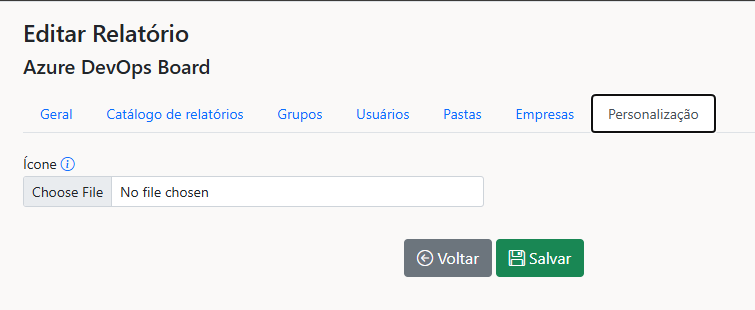 Editar Relatório
Azure DevOps Board
Geral Catálogo de relatórios Grupos Usuários Pastas Empresas Personalização
Ícone
Choose File No file chosen
Voltar Salvar